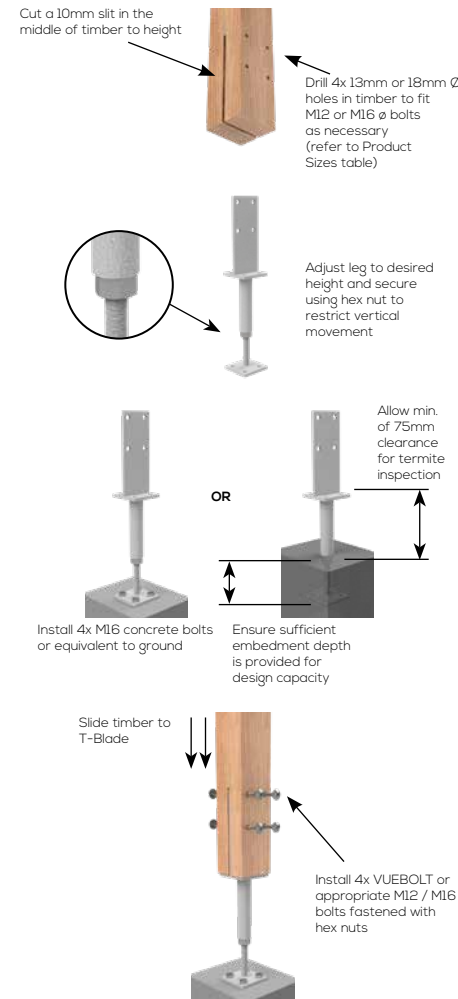 Cut a 10mm slit in the
middle of timber to height
Drill 4x 13mm or 18mm Ø
holes in timber to fit
M12 or M16 ø bolts
as necessary
(refer to Product
Sizes table)
Adjust leg to desired
height and secure
using hex nut to
restrict vertical
movement
Allow min.
of 75mm
clearance
for termite
inspection
OR
Install 4x M16 concrete bolts
or equivalent to ground
Ensure sufficient
embedment depth
is provided for
design capacity
Slide timber to
T-Blade
Install 4x VUEBOLT or
appropriate M12 / M16
bolts fastened with
hex nuts